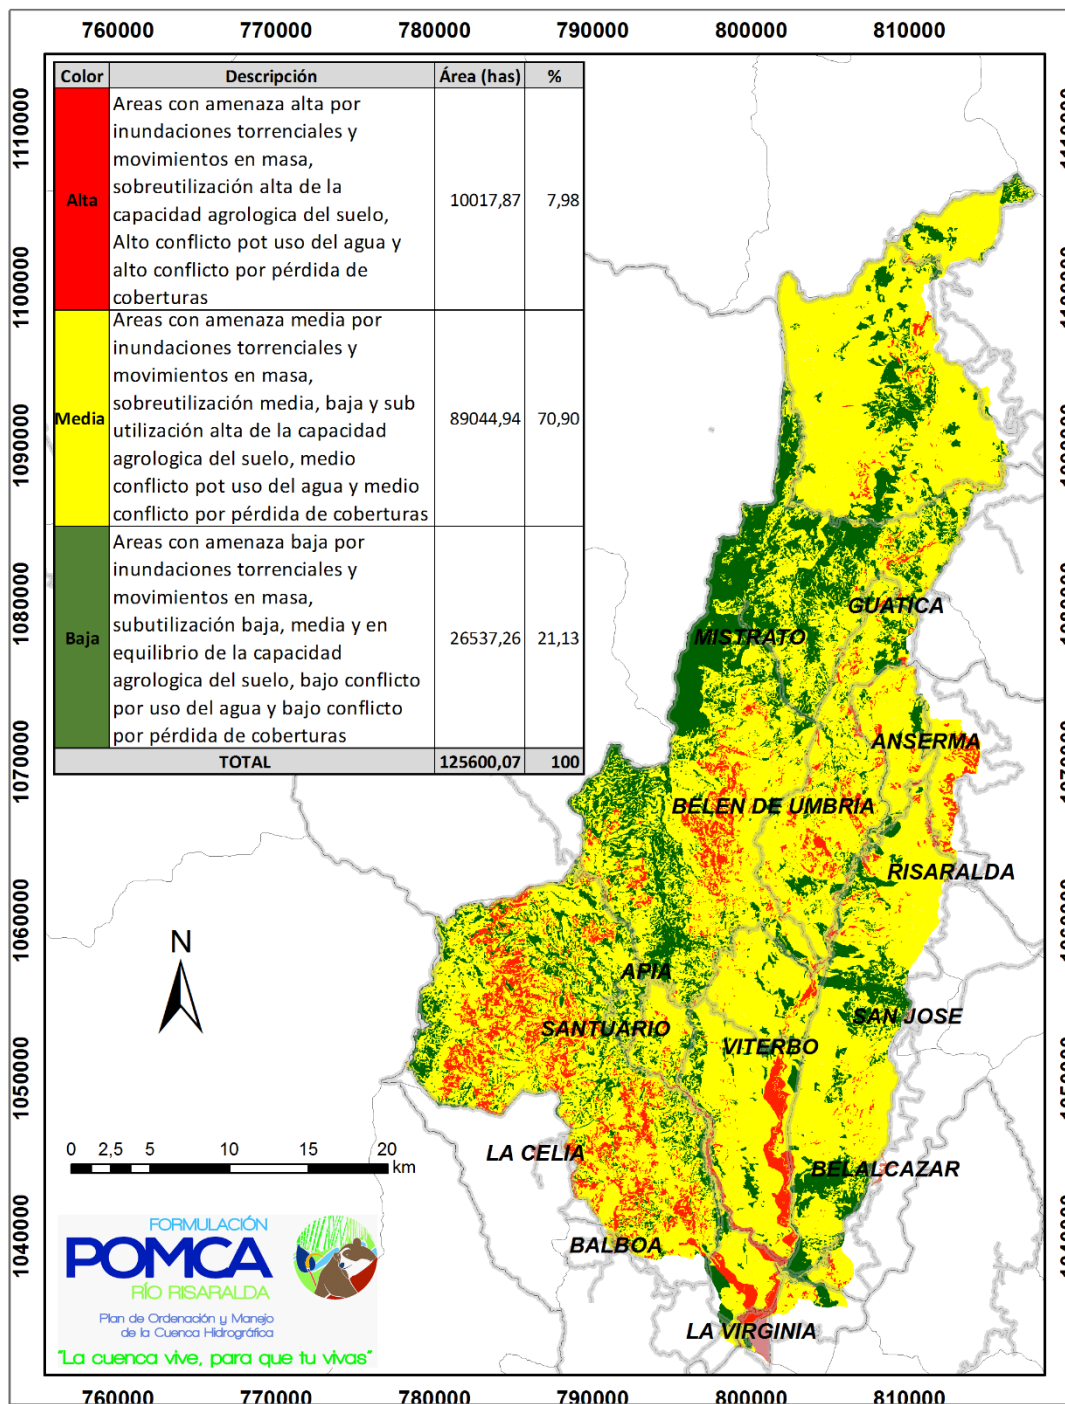 760000 770000 780000 790000 800000 810000
Color Descripción Área (has) %
Alta
Areas con amenaza alta por
inundaciones torrenciales y
movimientos en masa,
sobreutilización alta de la
capacidad agrologica del suelo,
Alto conflicto pot uso del agua y
alto conflicto por pérdida de
coberturas
10017,87 7,98
Media
Areas con amenaza media por
inundaciones torrenciales y
movimientos en masa,
sobreutilización media, baja y sub
utilización alta de la capacidad
agrologica del suelo, medio
conflicto pot uso del agua y medio
conflicto por pérdida de coberturas
89044,94 70,90
Baja
Areas con amenaza baja por
inundaciones torrenciales y
movimientos en masa,
subutilización baja, media y en
equilibrio de la capacidad
agrologica del suelo, bajo conflicto
por uso del agua y bajo conflicto
por pérdida de coberturas
26537,26 21,13
TOTAL 125600,07 100
1110000
1100000
1090000
1080000
1070000
1060000
1050000
1040000
1110000
1100000
1090000
1080000
1070000
1060000
1050000
1040000
GUATICA
MISTRATO
ANSERMA
BELEN DE UMBRIA
RISARALDA
APIA
SAN JOSE
SANTUARIO
VITERBO
LA CELIA
BELALCAZAR
BALBOA
LA VIRGINIA
N
0 2,5 5 10 15 20
km
FORMULACIÓN
POMCA
RÍO RISARALDA
Plan de Ordenación y Manejo
de la Cuenca Hidrográfica
"La cuenca vive, para que tu vivas"
760000 770000 780000 790000 800000 810000